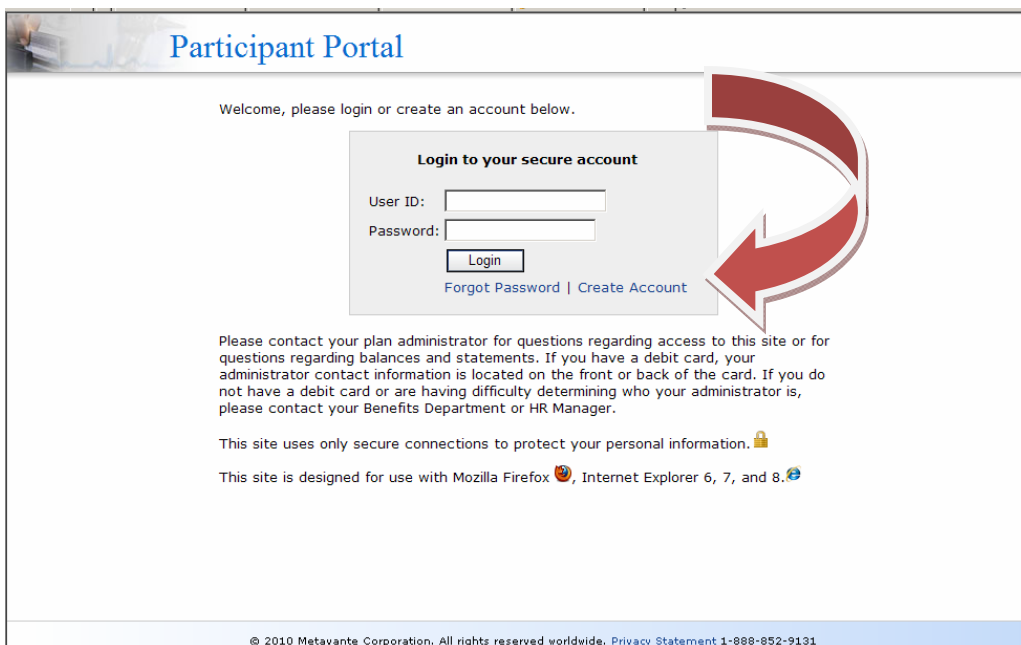 Participant Portal
Welcome, please login or create an account below.
Login to your secure account
User ID:
Password:
Login
Forgot Password | Create Account
Please contact your plan administrator for questions regarding access to this site or for
questions regarding balances and statements. If you have a debit card, your
administrator contact information is located on the front or back of the card. If you do
not have a debit card or are having difficulty determining who your administrator is,
please contact your Benefits Department or HR Manager.
This site uses only secure connections to protect your personal information.
This site is designed for use with Mozilla Firefox , Internet Explorer 6, 7, and 8.
© 2010 Metavante Corporation. All rights reserved worldwide. Privacy Statement 1-888-852-9131